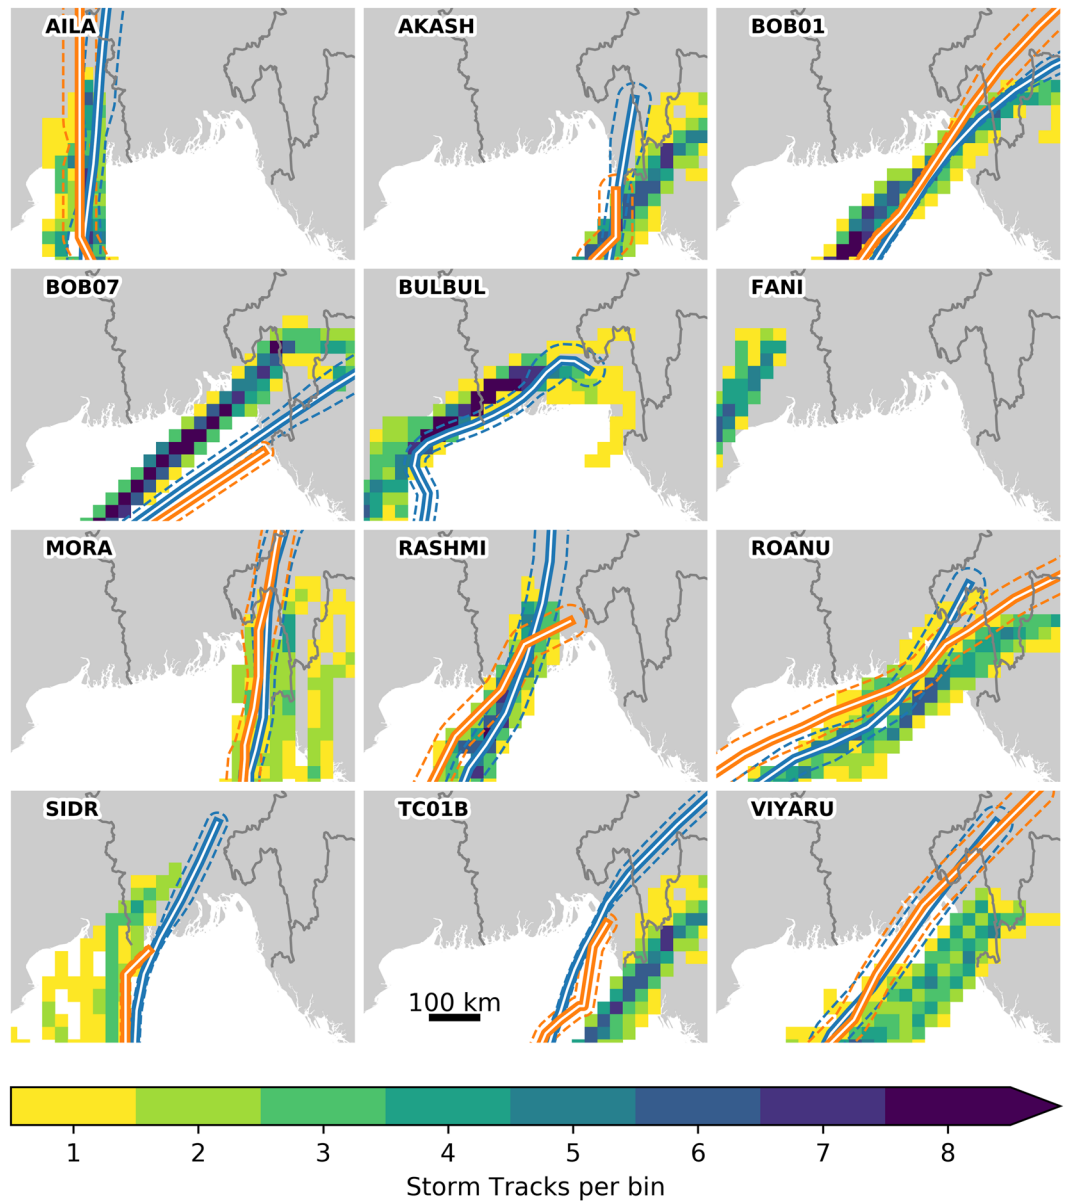 AILA
AKASH
BOB01
BOB07
BULBUL
FANI
MORA
RASHMI
ROANU
SIDR
TC01B
VIYARU
100 km
1 2 3 4 5 6 7 8
Storm Tracks per bin